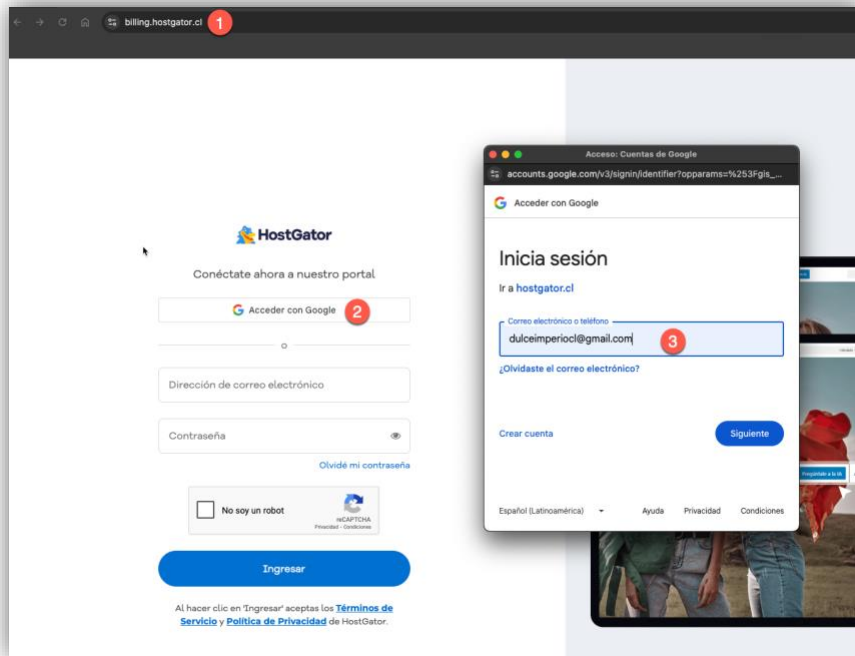 billing.hostgator.cl
1
HostGator
Conéctate ahora a nuestro portal
Acceder con Google
2
o
Dirección de correo electrónico
Contraseña
Olvidé mi contraseña
No soy un robot
reCAPTCHA
Privacidad - Condiciones
Ingresar
Al hacer clic en 'Ingresar' aceptas los Términos de
Servicio y Política de Privacidad de HostGator.
Acceso: Cuentas de Google
accounts.google.com/v3/signin/identifier?opparams=%253Fgis_...
Acceder con Google
Inicia sesión
Ir a hostgator.cl
Correo electrónico o teléfono
dulceimperiocl@gmail.com
3
¿Olvidaste el correo electrónico?
Crear cuenta
Siguiente
Español (Latinoamérica)
Ayuda
Privacidad
Condiciones